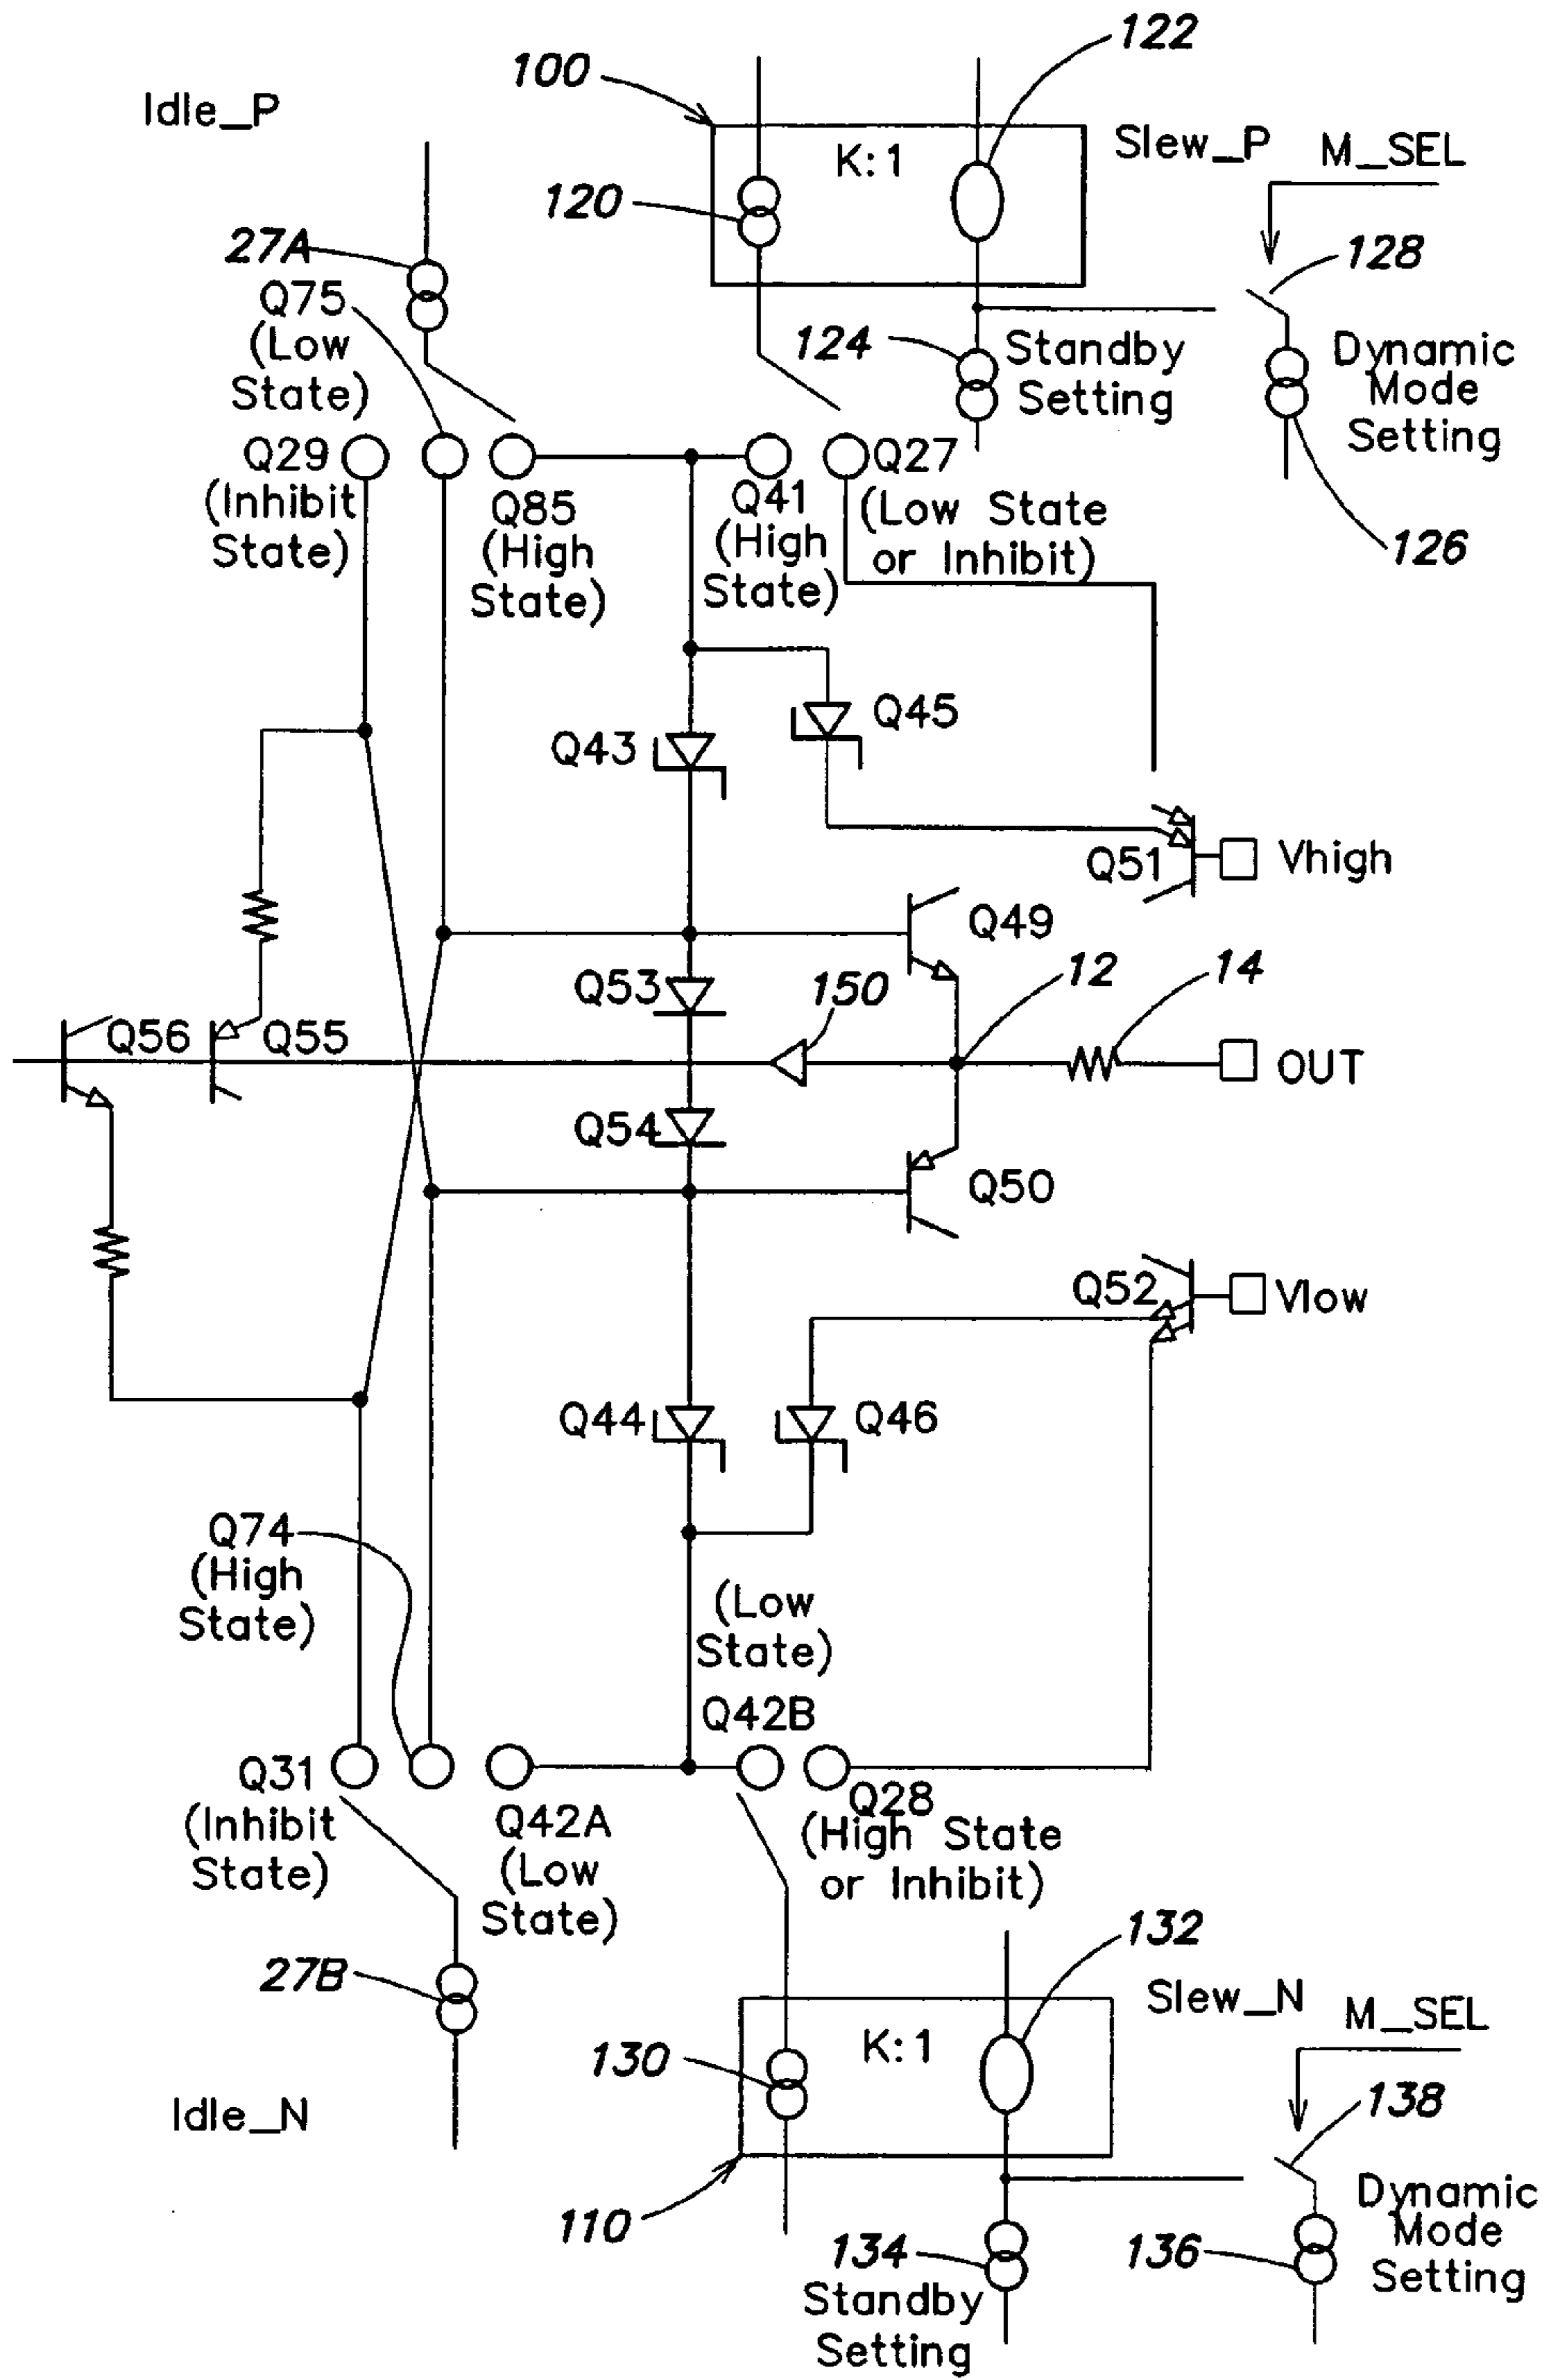 122
100
Idle_P
K:1
Slew_P
M_SEL
120
27A
128
Q75
(Low
State)
124
Standby
Setting
Dynamic
Mode
Setting
Q29
(Inhibit
State)
Q85
(High
State)
Q41
(High
State)
Q27
(Low State
or Inhibit)
126
Q43
Q45
Q51
Vhigh
Q49
Q53
150
12
14
Q56
Q55
OUT
Q54
Q50
Q52
Vlow
Q44
Q46
Q74
(High
State)
(Low
State)
Q42B
Q31
(Inhibit
State)
Q42A
(Low
State)
Q28
(High State
or Inhibit)
27B
132
Slew_N
M_SEL
130
K:1
138
Idle_N
110
134
Standby
Setting
136
Dynamic
Mode
Setting